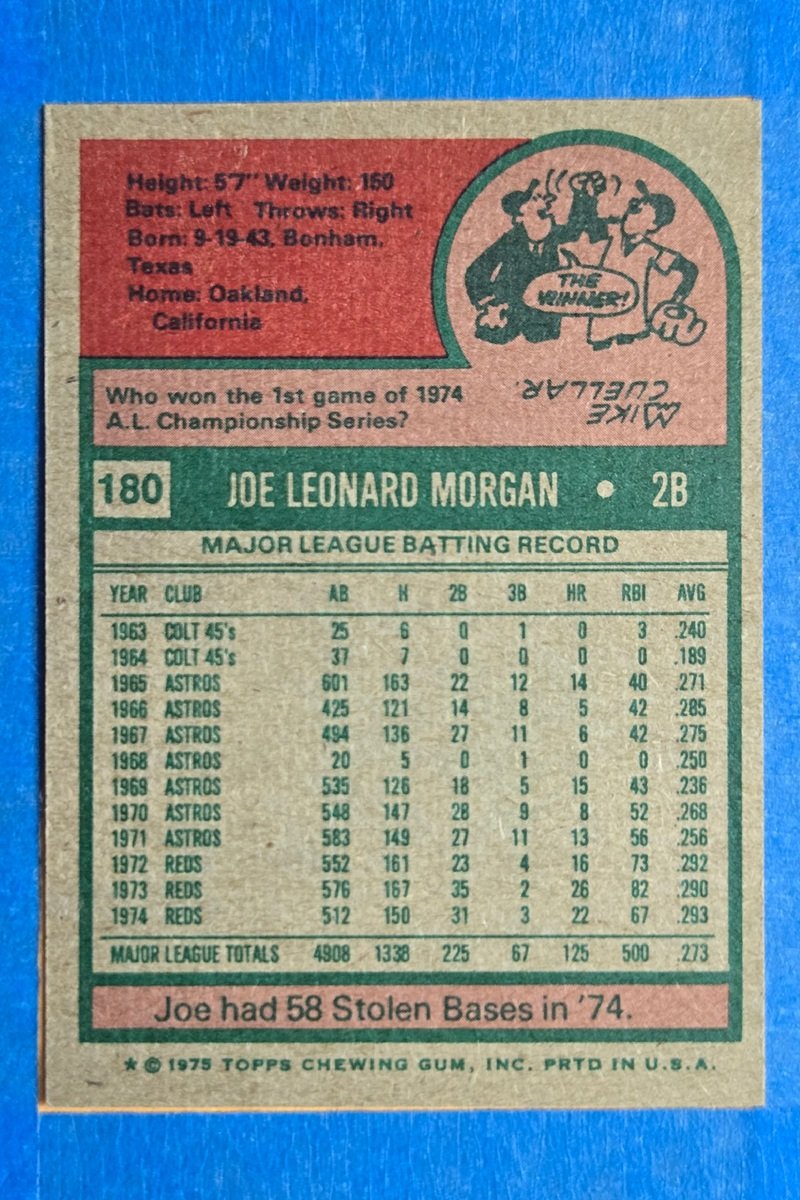 Height: 5'7" Weight: 150
Bats: Left Throws: Right
Born: 9-19-43, Bonham,
Texas
Home: Oakland,
California
THE
WINNER!
Who won the 1st game of 1974
A.L. Championship Series?
MIKE
CUELLAR.
180 JOE LEONARD MORGAN • 2B
MAJOR LEAGUE BATTING RECORD
YEAR CLUB AB H 2B 3B HR RBI AVG
1963 COLT 45's 25 6 0 1 0 3 .240
1964 COLT 45's 37 7 0 0 0 0 .189
1965 ASTROS 601 163 22 12 14 40 .271
1966 ASTROS 425 121 14 8 5 42 .285
1967 ASTROS 494 136 27 11 6 42 .275
1968 ASTROS 20 5 0 1 0 0 .250
1969 ASTROS 535 126 18 5 15 43 .236
1970 ASTROS 548 147 28 9 8 52 .268
1971 ASTROS 583 149 27 11 13 56 .256
1972 REDS 552 161 23 4 16 73 .292
1973 REDS 576 167 35 2 26 82 .290
1974 REDS 512 150 31 3 22 67 .293
MAJOR LEAGUE TOTALS 4908 1338 225 67 125 500 .273
Joe had 58 Stolen Bases in '74.
★ © 1975 TOPPS CHEWING GUM, INC. PRTD IN U.S.A.